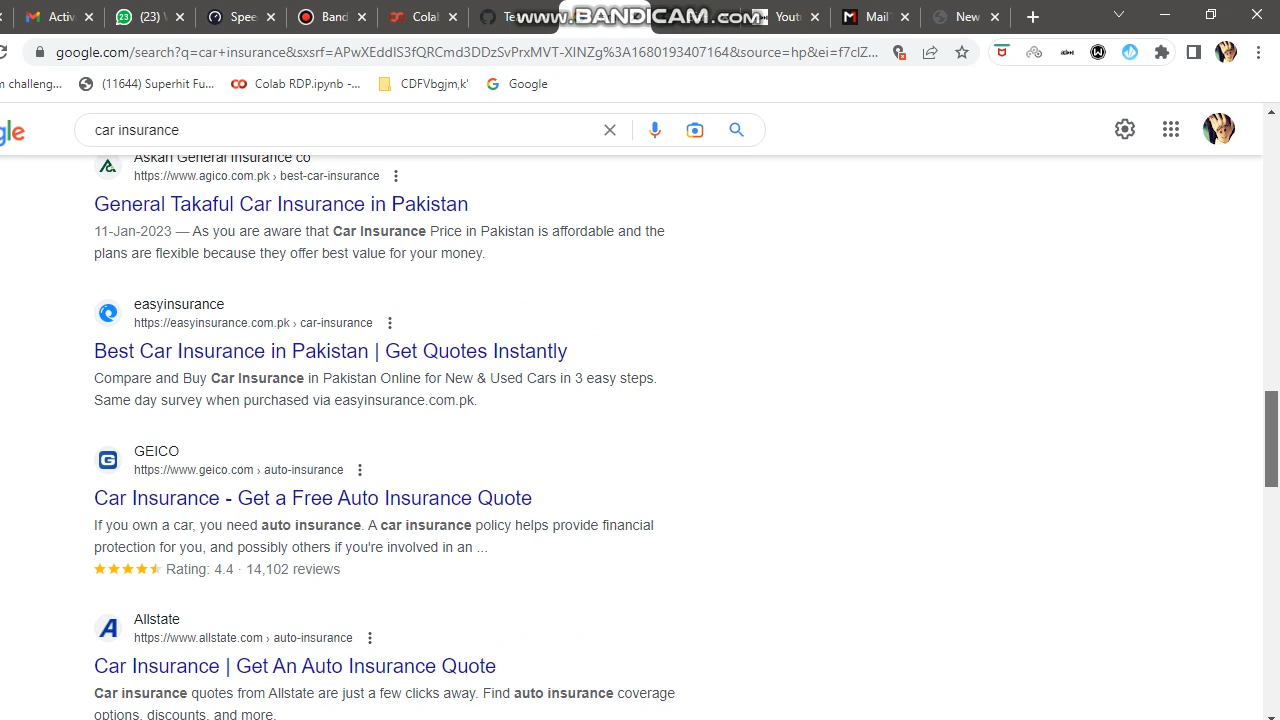 Activ
23
(23) \
Spee
Band
Cola
Te
www.BANDICAM.com
Youtu
Mail
New
google.com/search?q=car+insurance&sxsrf=APwXEddIS3fQRCmd3DDzSvPrxMVT-XINZg%3A1680193407164&source=hp&ei=f7clZ...
m challeng...
(11644) Superhit Fu...
Colab RDP.ipynb -...
CDFVbgjm,k'
Google
gle
car insurance
Askari General Insurance co
https://www.agico.com.pk › best-car-insurance
General Takaful Car Insurance in Pakistan
11-Jan-2023 — As you are aware that Car Insurance Price in Pakistan is affordable and the
plans are flexible because they offer best value for your money.
easyinsurance
https://easyinsurance.com.pk › car-insurance
Best Car Insurance in Pakistan | Get Quotes Instantly
Compare and Buy Car Insurance in Pakistan Online for New & Used Cars in 3 easy steps.
Same day survey when purchased via easyinsurance.com.pk.
GEICO
https://www.geico.com › auto-insurance
Car Insurance - Get a Free Auto Insurance Quote
If you own a car, you need auto insurance. A car insurance policy helps provide financial
protection for you, and possibly others if you're involved in an ...
Rating: 4.4 · 14,102 reviews
Allstate
https://www.allstate.com › auto-insurance
Car Insurance | Get An Auto Insurance Quote
Car insurance quotes from Allstate are just a few clicks away. Find auto insurance coverage
options, discounts, and more.